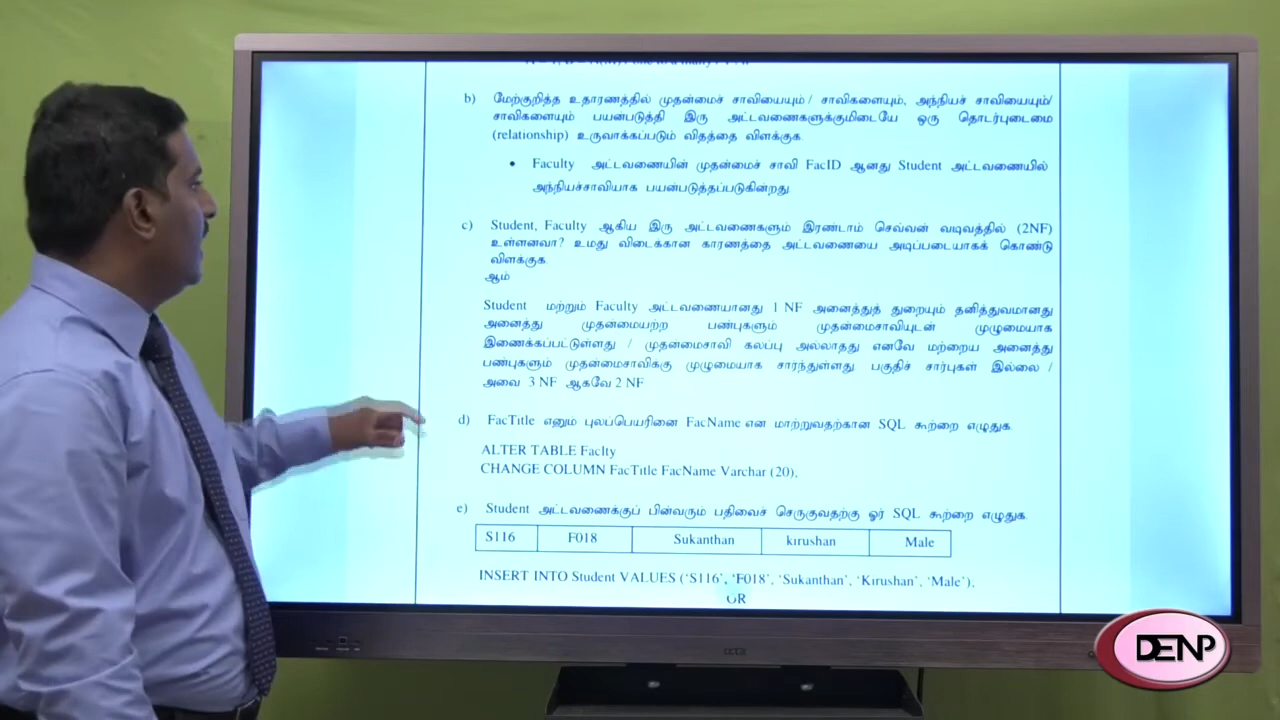 b) மேற்குறித்த உதாரணத்தில் முதன்மைச் சாவியையும் / சாவிகளையும், அந்நியச் சாவியையும்/
சாவிகளையும் பயன்படுத்தி இரு அட்டவணைகளுக்குமிடையே ஒரு தொடர்புடைமை
(relationship) உருவாக்கப்படும் விதத்தை விளக்குக.
• Faculty அட்டவணையின் முதன்மைச் சாவி FacID ஆனது Student அட்டவணையில்
அந்நியச்சாவியாக பயன்படுத்தப்படுகின்றது
c) Student, Faculty ஆகிய இரு அட்டவணைகளும் இரண்டாம் செவ்வன் வடிவத்தில் (2NF)
உள்ளனவா? உமது விடைக்கான காரணத்தை அட்டவணையை அடிப்படையாகக் கொண்டு
விளக்குக.
ஆம்
Student மற்றும் Faculty அட்டவணையானது 1 NF அனைத்துத் துறையும் தனித்துவமானது
அனைத்து முதன்மையற்ற பண்புகளும் முதன்மைசாவியுடன் முழுமையாக
இணைக்கப்பட்டுள்ளது / முதன்மைசாவி கலப்பு அல்லாதது எனவே மற்றைய அனைத்து
பண்புகளும் முதன்மைசாவிக்கு முழுமையாக சாரந்துள்ளது பகுதிச் சார்புகள் இல்லை /
அவை 3 NF ஆகவே 2 NF
d) FacTitle எனும் புலப்பெயரினை FacName என மாற்றுவதற்கான SQL கூற்றை எழுதுக.
ALTER TABLE Faclty
CHANGE COLUMN FacTitle FacName Varchar (20),
e) Student அட்டவணைக்குப் பின்வரும் பதிவைச் செருகுவதற்கு ஓர் SQL கூற்றை எழுதுக.
S116 F018 Sukanthan kırushan Male
INSERT INTO Student VALUES (‘S116’, ‘F018’, ‘Sukanthan’, ‘Kırushan’, ‘Male’),
OR
DENP